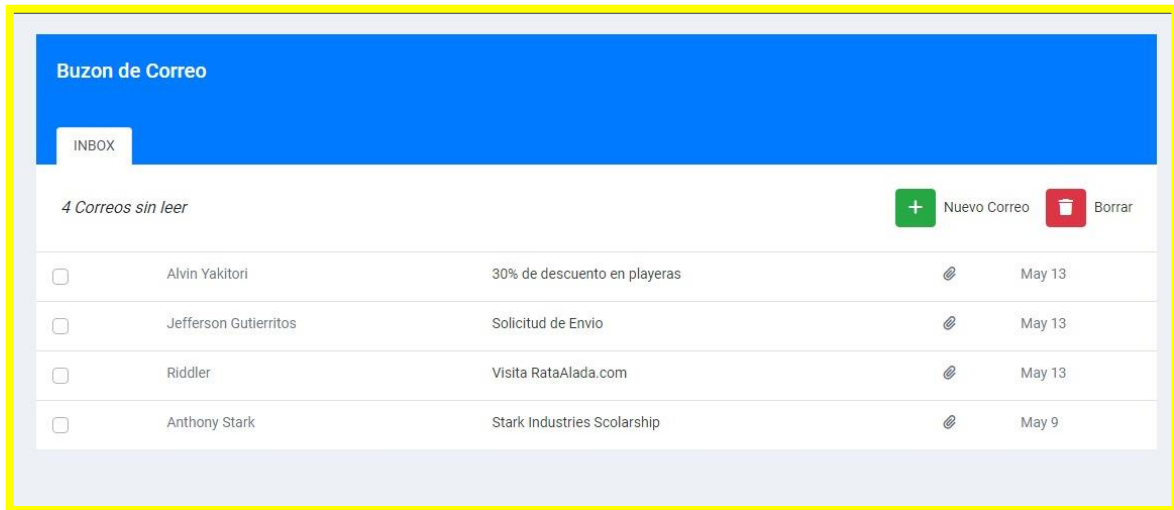 Buzon de Correo
INBOX
4 Correos sin leer
+ Nuevo Correo Borrar
Alvin Yakitori 30% de descuento en playeras May 13
Jefferson Gutierritos Solicitud de Envio May 13
Riddler Visita RataAlada.com May 13
Anthony Stark Stark Industries Scolarship May 9